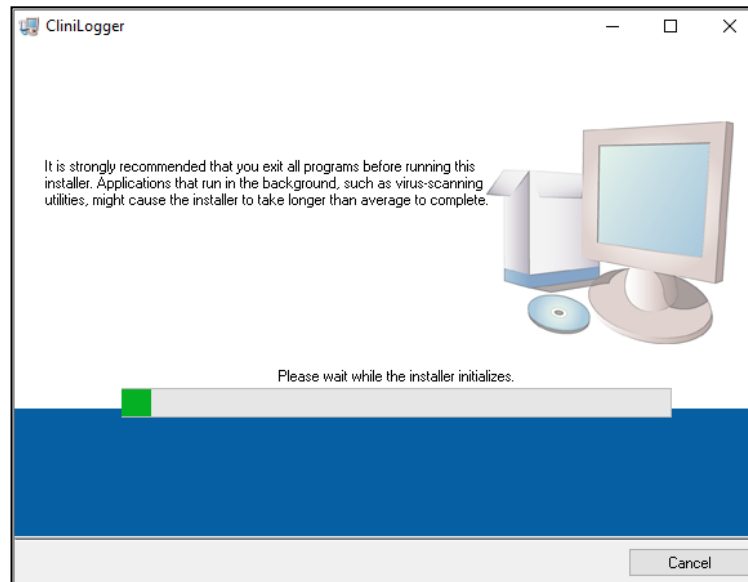 CliniLogger
It is strongly recommended that you exit all programs before running this
installer. Applications that run in the background, such as virus-scanning
utilities, might cause the installer to take longer than average to complete.
Please wait while the installer initializes.
Cancel